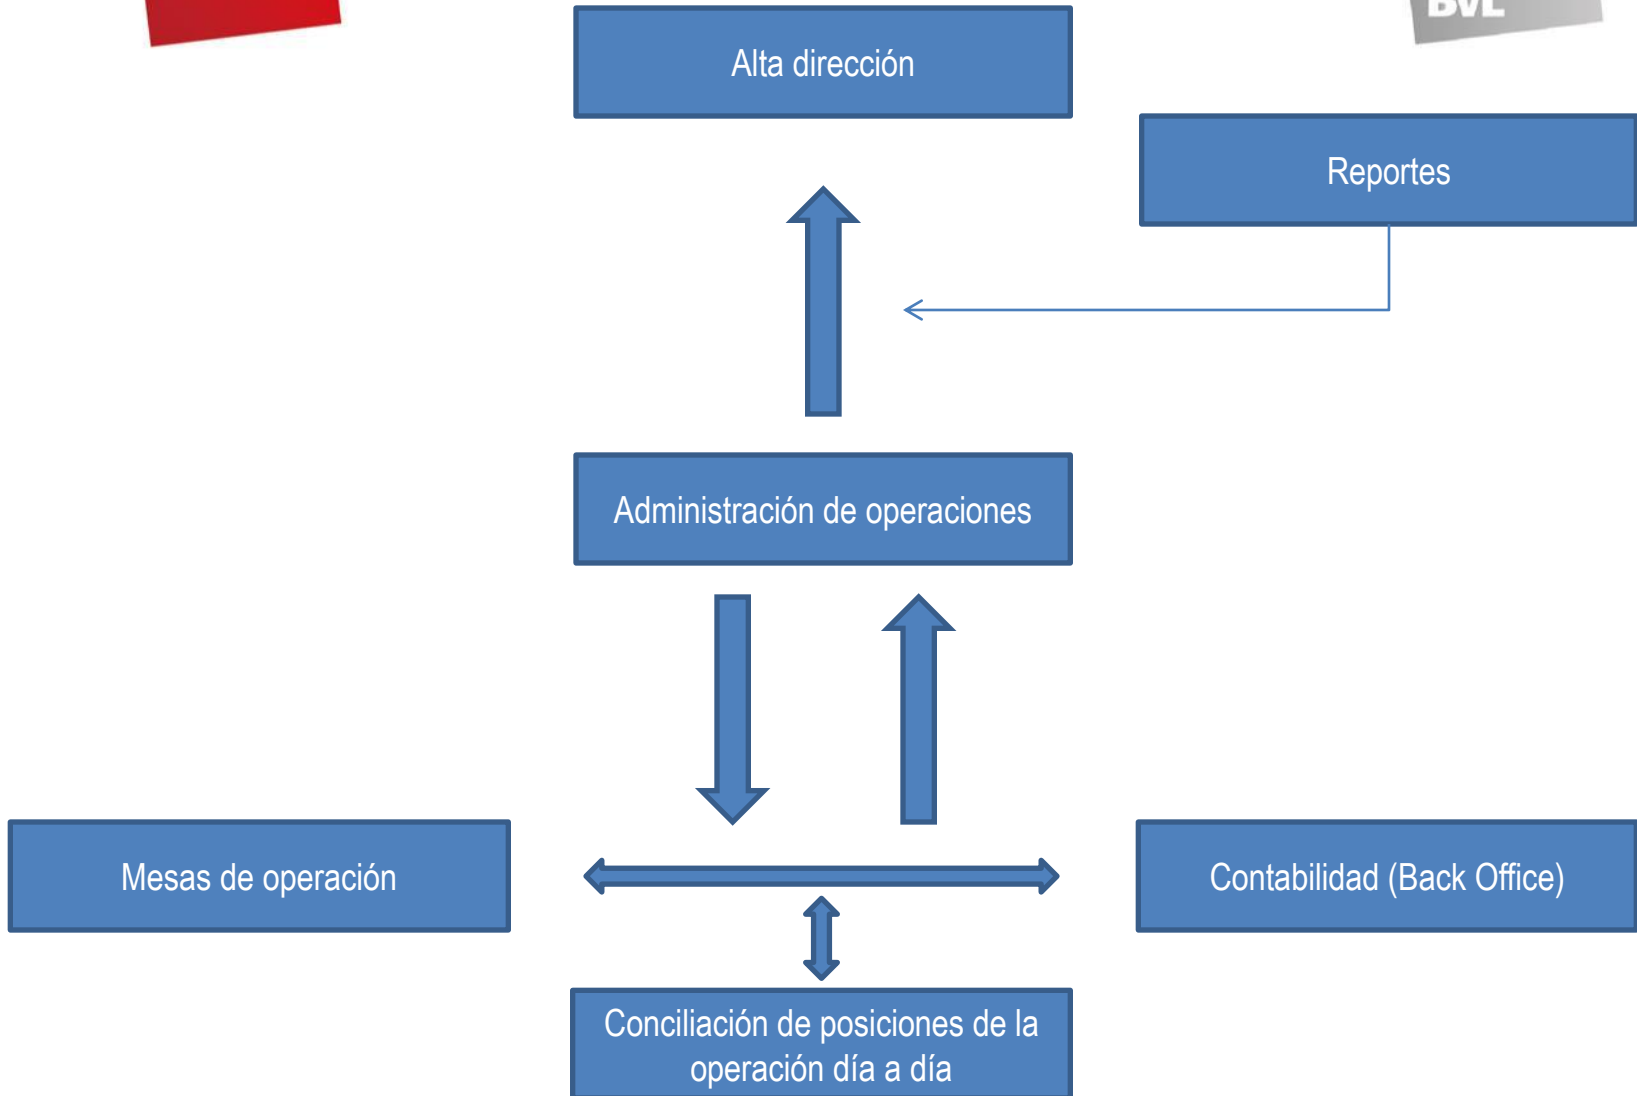 BVL
Alta dirección
Reportes
Administración de operaciones
Mesas de operación
Contabilidad (Back Office)
Conciliación de posiciones de la
operación día a día